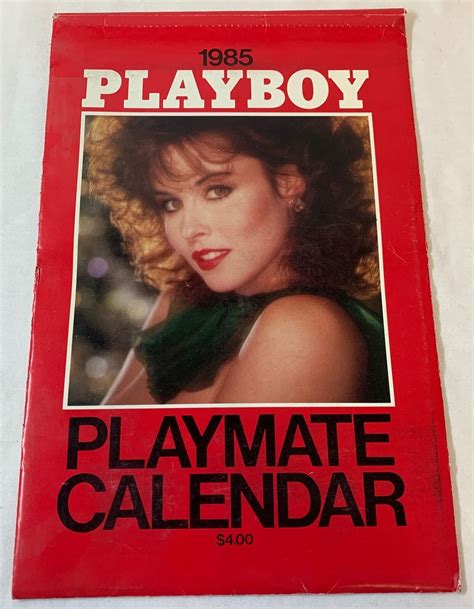 1985
PLAYBOY
PLAYMATE
CALENDAR
$4.00